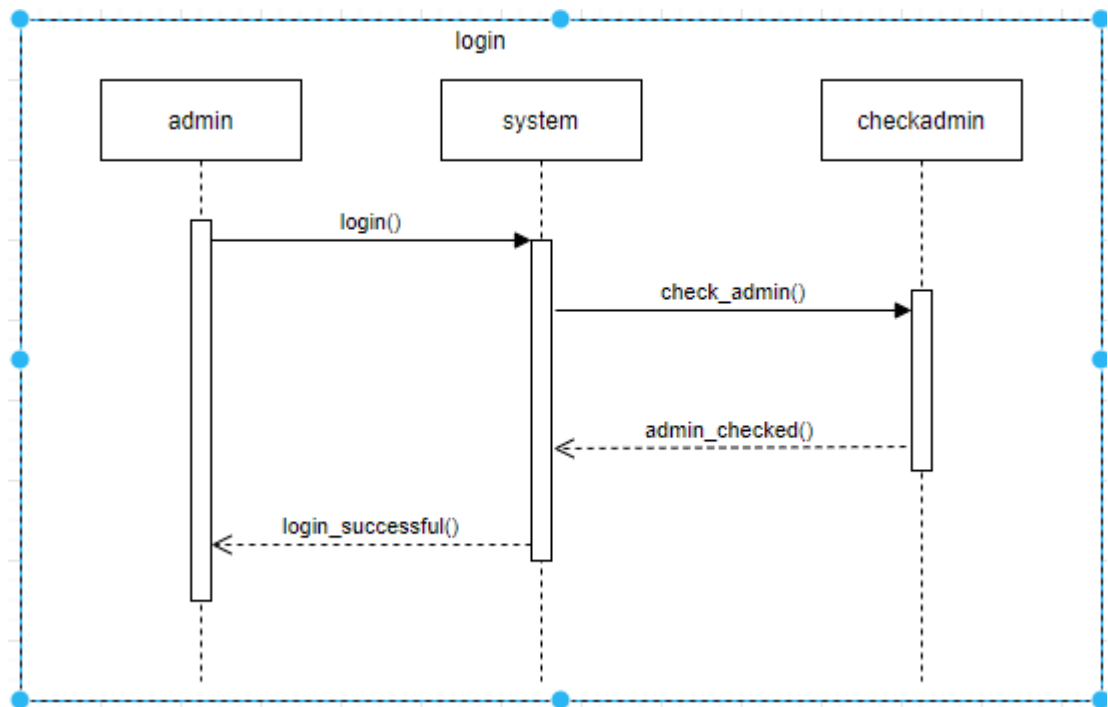 login
admin
system
checkadmin
login()
check_admin()
admin_checked()
login_successful()